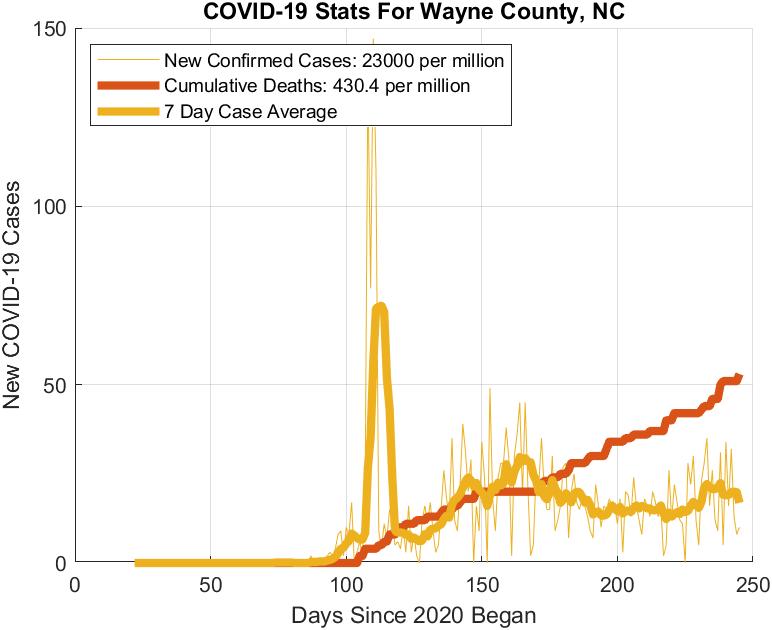 COVID-19 Stats For Wayne County, NC
150
New Confirmed Cases: 23000 per million
Cumulative Deaths: 430.4 per million
7 Day Case Average
100
New COVID-19 Cases
50
0
0 50 100 150 200 250
Days Since 2020 Began